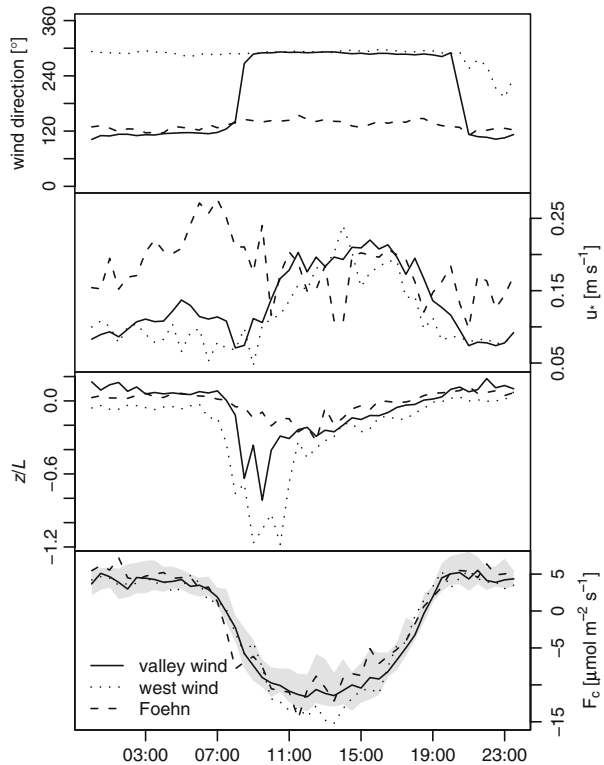 wind direction [°]
0
120
240
360
u* [m s⁻¹]
0.05
0.15
0.25
z/L
−1.2
−0.6
0.0
F꜀ [µmol m⁻² s⁻¹]
−15
−5
0
5
valley wind
west wind
Foehn
03:00 07:00 11:00 15:00 19:00 23:00